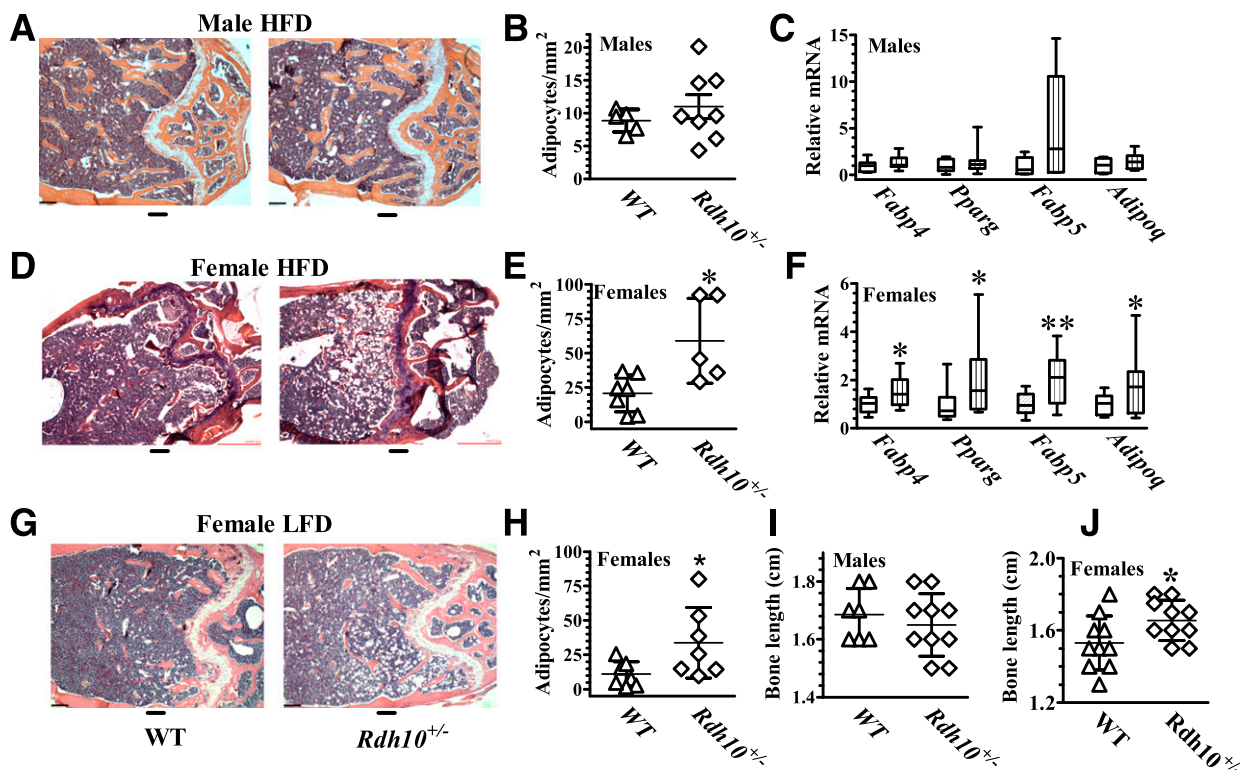 A
Male HFD
B
Adipocytes/mm²
20
15
10
5
0
Males
WT
Rdh10+/-
C
Relative mRNA
15
10
5
0
Males
Fabp4
Pparg
Fabp5
Adipoq
D
Female HFD
E
Adipocytes/mm²
100
75
50
25
0
Females
*
WT
Rdh10+/-
F
Relative mRNA
6
4
2
0
Females
*
*
**
*
Fabp4
Pparg
Fabp5
Adipoq
G
Female LFD
WT
Rdh10+/-
H
Adipocytes/mm²
100
75
50
25
0
Females
*
WT
Rdh10+/-
I
Bone length (cm)
1.8
1.6
1.4
Males
WT
Rdh10+/-
J
Bone length (cm)
2.0
1.8
1.6
1.4
1.2
Females
*
WT
Rdh10+/-